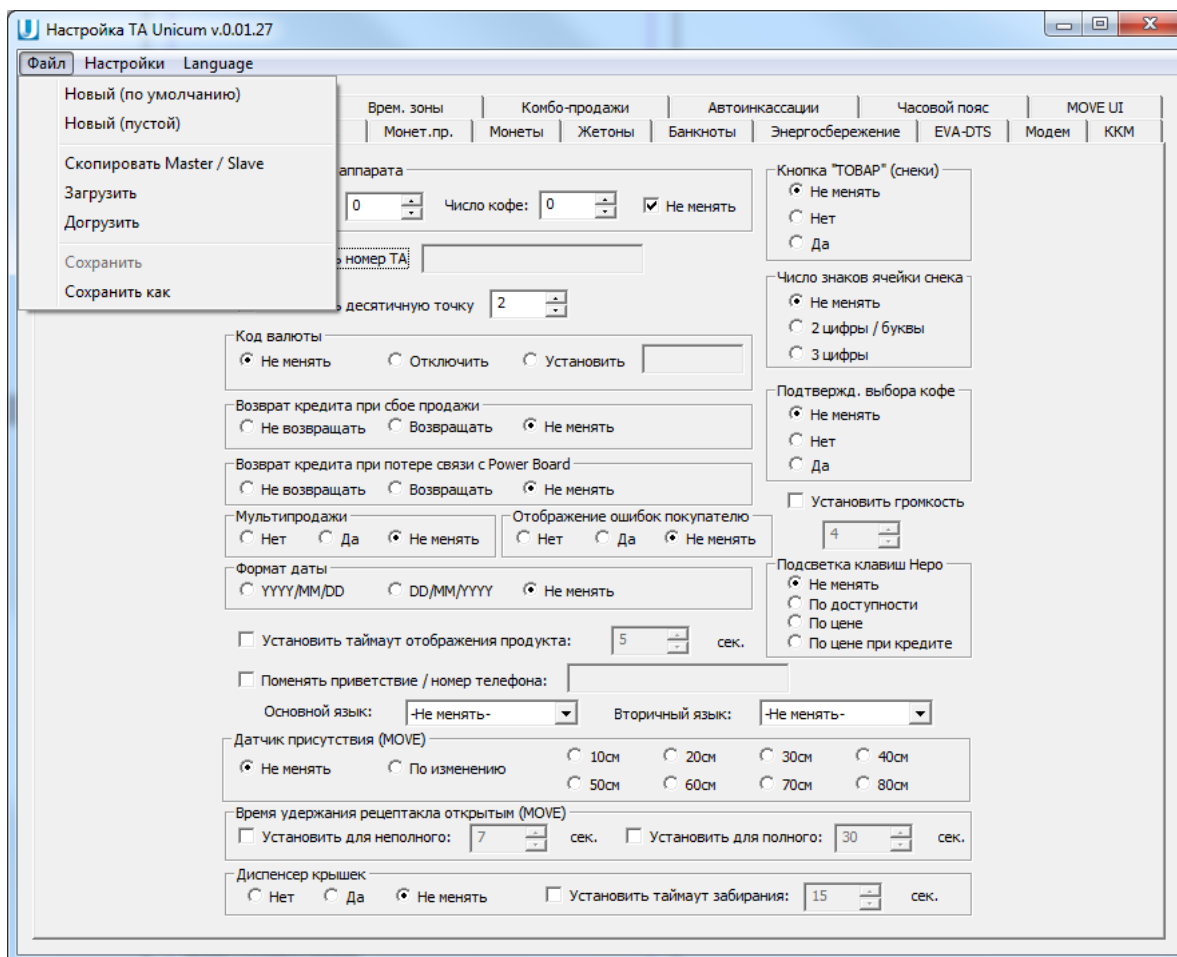 Настройка TA Unicum v.0.01.27
Файл Настройки Language
Новый (по умолчанию)
Новый (пустой)
Скопировать Master / Slave
Загрузить
Догрузить
Сохранить
Сохранить как
Врем. зоны Комбо-продажи Автоинкассации Часовой пояс MOVE UI
Монет.пр. Монеты Жетоны Банкноты Энергосбережение EVA-DTS Модем ККМ
аппарата
0 Число кофе: 0 Не менять
номер ТА
десятичную точку 2
Код валюты
Не менять Отключить Установить
Возврат кредита при сбое продажи
Не возвращать Возвращать Не менять
Возврат кредита при потере связи с Power Board
Не возвращать Возвращать Не менять
Мультипродажи
Нет Да Не менять
Отображение ошибок покупателю
Нет Да Не менять
Формат даты
YYYY/MM/DD DD/MM/YYYY Не менять
Установить таймаут отображения продукта: 5 сек.
Поменять приветствие / номер телефона:
Основной язык: -Не менять- Вторичный язык: -Не менять-
Кнопка "ТОВАР" (снеки)
Не менять
Нет
Да
Число знаков ячейки снека
Не менять
2 цифры / буквы
3 цифры
Подтвержд. выбора кофе
Не менять
Нет
Да
Установить громкость
4
Подсветка клавиш Неро
Не менять
По доступности
По цене
По цене при кредите
Датчик присутствия (MOVE)
Не менять По изменению
10см 20см 30см 40см
50см 60см 70см 80см
Время удержания рецептакла открытым (MOVE)
Установить для неполного: 7 сек. Установить для полного: 30 сек.
Диспенсер крышек
Нет Да Не менять Установить таймаут забирания: 15 сек.